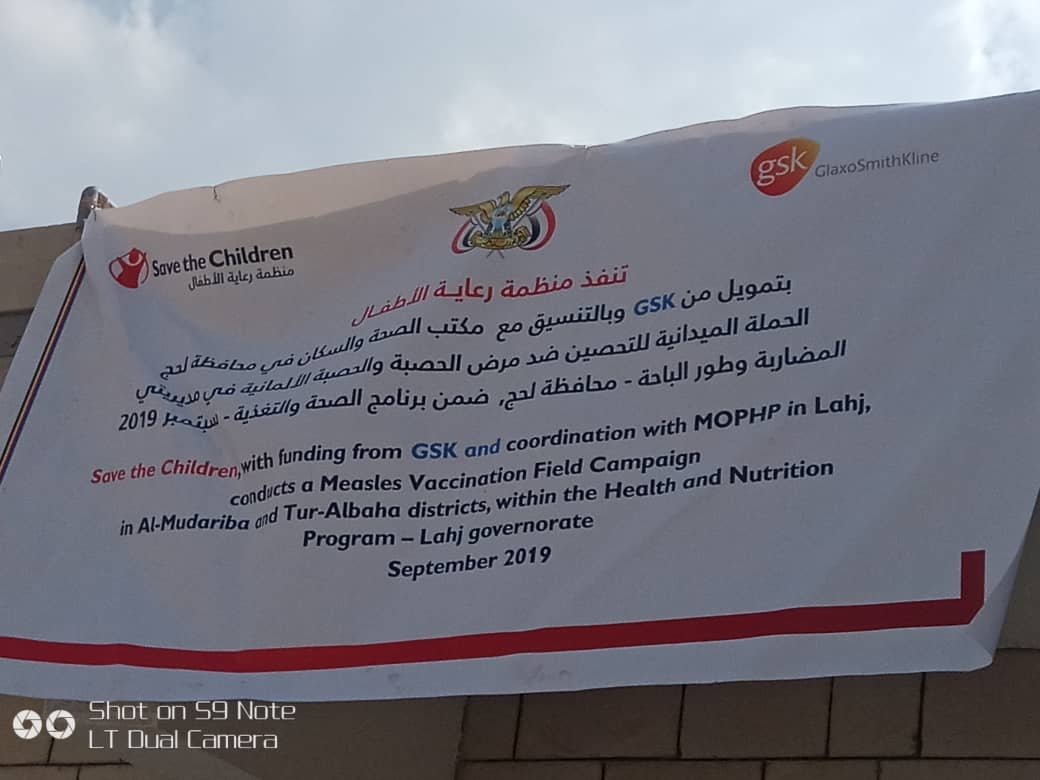 Save the Children
منظمة رعاية الأطفال
gsk GlaxoSmithKline
تنفذ منظمة رعاية الأطفال
بتمويل من GSK وبالتنسيق مع مكتب الصحة والسكان في محافظة لحج
الحملة الميدانية للتحصين ضد مرض الحصبة والحصبة الألمانية في مديريتي
المضاربة وطور الباحة - محافظة لحج, ضمن برنامج الصحة والتغذية - سبتمبر 2019
Save the Children, with funding from GSK and coordination with MOPHP in Lahj,
conducts a Measles Vaccination Field Campaign
in Al-Mudariba and Tur-Albaha districts, within the Health and Nutrition
Program – Lahj governorate
September 2019
Shot on S9 Note
LT Dual Camera